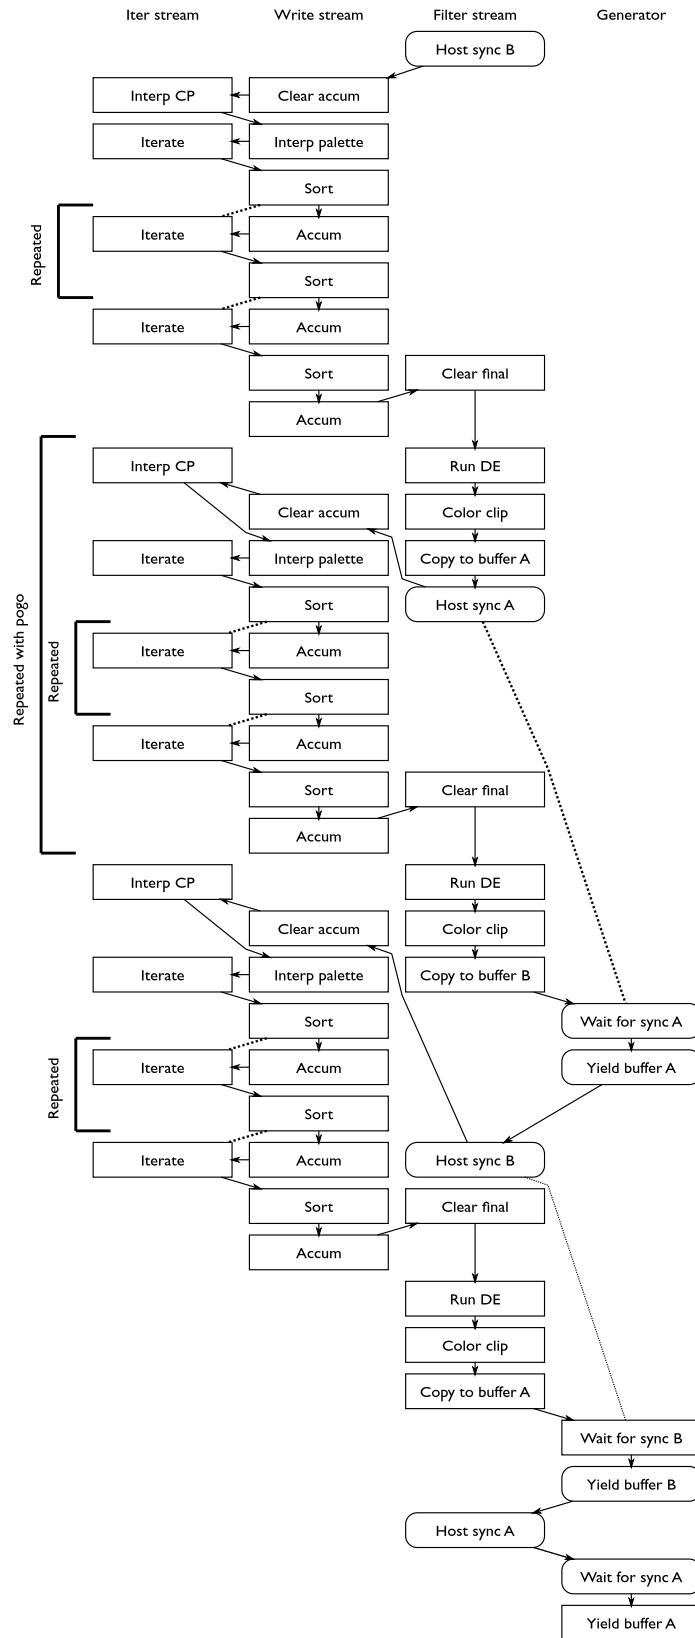 Iter stream
Write stream
Filter stream
Generator
Host sync B
Interp CP
Clear accum
Iterate
Interp palette
Sort
Repeated
Iterate
Accum
Sort
Iterate
Accum
Sort
Clear final
Accum
Repeated with pogo
Interp CP
Run DE
Clear accum
Color clip
Iterate
Interp palette
Copy to buffer A
Sort
Host sync A
Repeated
Iterate
Accum
Sort
Iterate
Accum
Sort
Clear final
Accum
Interp CP
Run DE
Clear accum
Color clip
Iterate
Interp palette
Copy to buffer B
Sort
Wait for sync A
Repeated
Iterate
Accum
Yield buffer A
Sort
Iterate
Accum
Host sync B
Sort
Clear final
Accum
Run DE
Color clip
Copy to buffer A
Wait for sync B
Yield buffer B
Host sync A
Wait for sync A
Yield buffer A